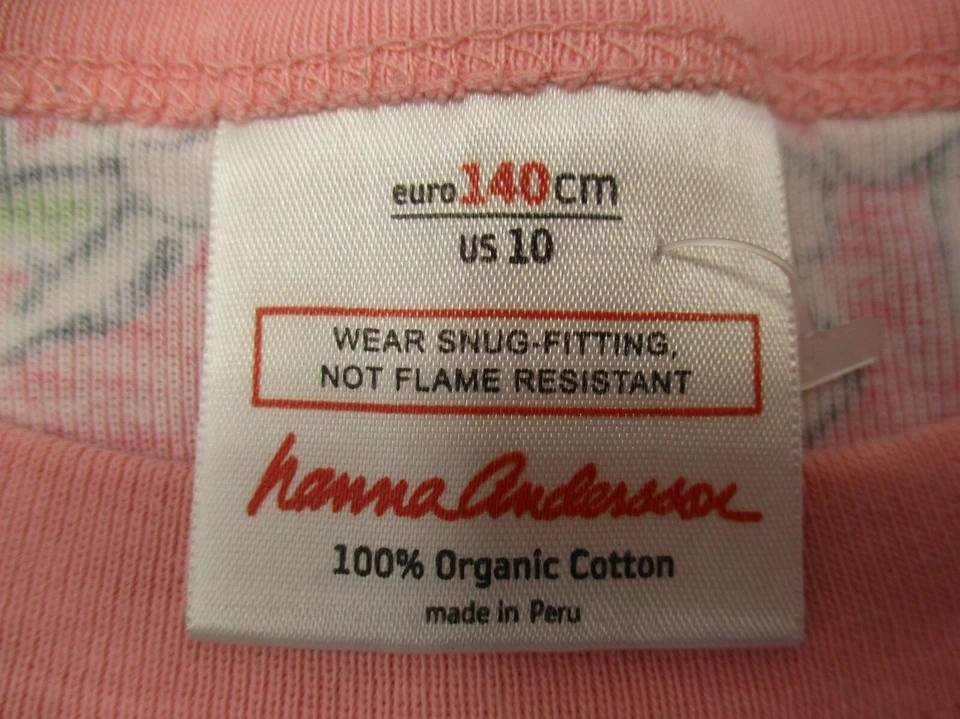 euro 140 cm
US 10
WEAR SNUG-FITTING,
NOT FLAME RESISTANT
hanna andersson
100% Organic Cotton
made in Peru